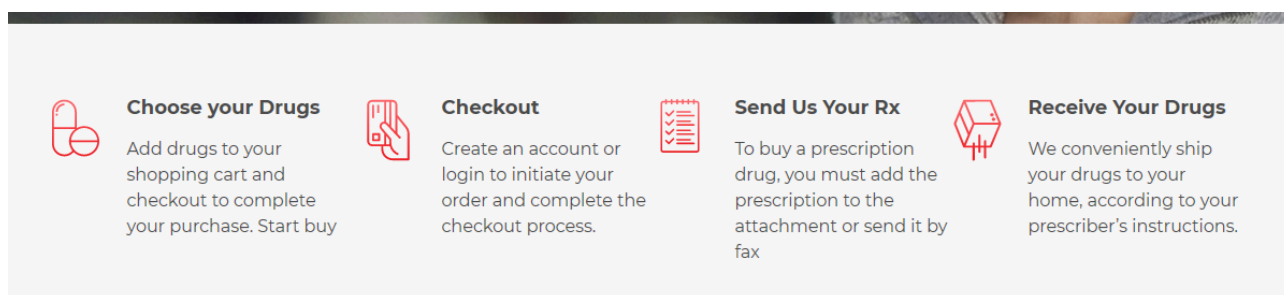 Choose your Drugs
Add drugs to your
shopping cart and
checkout to complete
your purchase. Start buy
Checkout
Create an account or
login to initiate your
order and complete the
checkout process.
Send Us Your Rx
To buy a prescription
drug, you must add the
prescription to the
attachment or send it by
fax
Receive Your Drugs
We conveniently ship
your drugs to your
home, according to your
prescriber’s instructions.